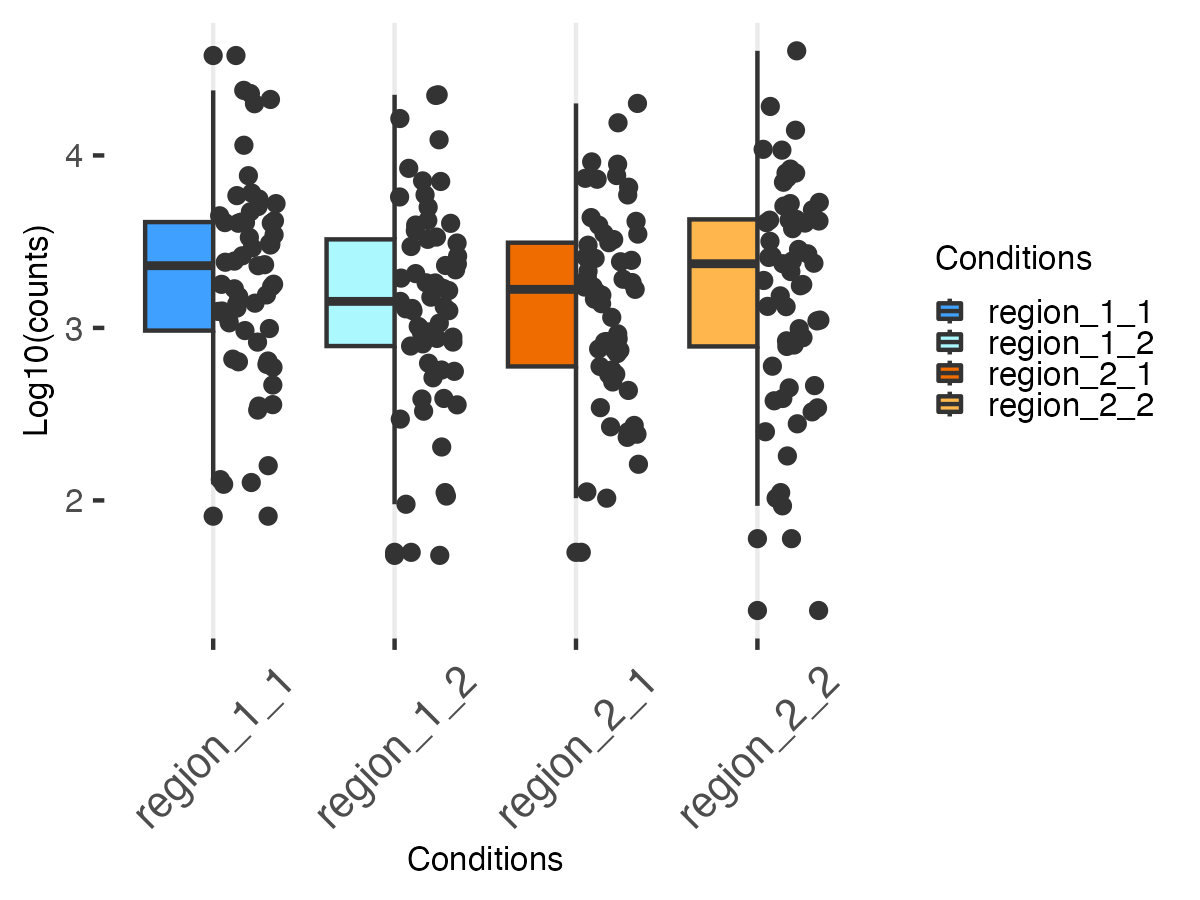 Log10(counts)
4
3
2
region_1_1
region_1_2
region_2_1
region_2_2
Conditions
Conditions
region_1_1
region_1_2
region_2_1
region_2_2